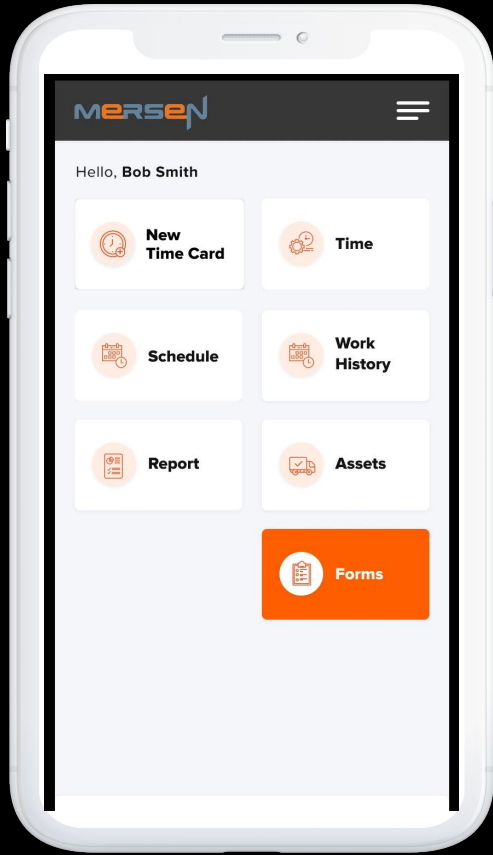 MERSEN
Hello, Bob Smith
New
Time Card
Time
Schedule
Work
History
Report
Assets
Forms